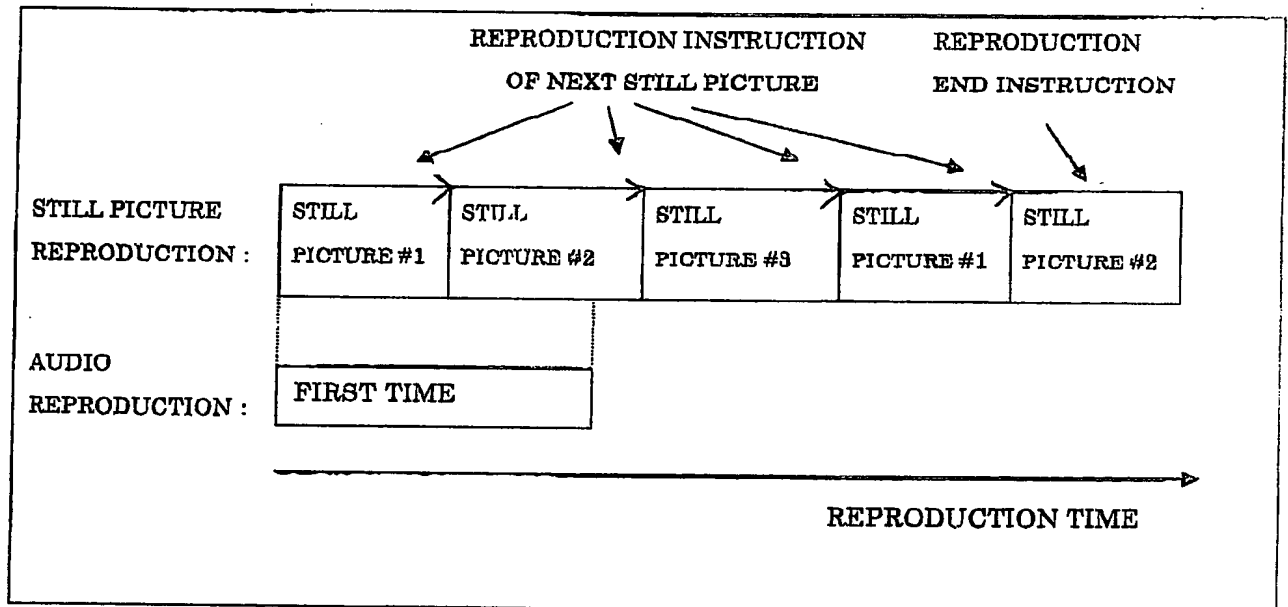 REPRODUCTION INSTRUCTION
OF NEXT STILL PICTURE
REPRODUCTION
END INSTRUCTION
STILL PICTURE
REPRODUCTION :
STILL
PICTURE #1
STILL
PICTURE #2
STILL
PICTURE #3
STILL
PICTURE #1
STILL
PICTURE #2
AUDIO
REPRODUCTION :
FIRST TIME
REPRODUCTION TIME